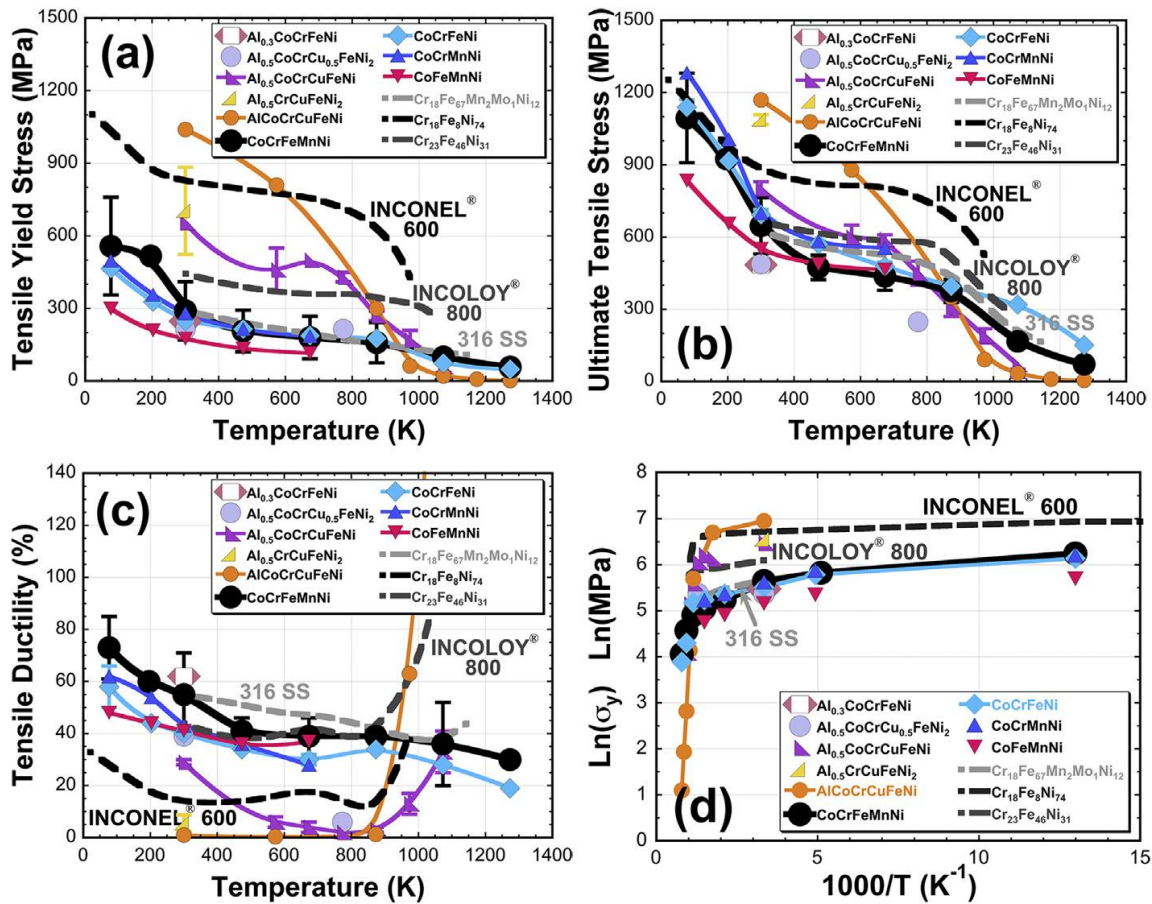 (a)
Tensile Yield Stress (MPa)
1500
1200
900
600
300
0
Al0.3CoCrFeNi
Al0.5CoCrCu0.5FeNi2
Al0.5CoCrCuFeNi
Al0.5CrCuFeNi2
AlCoCrCuFeNi
CoCrFeMnNi
CoCrFeNi
CoCrMnNi
CoFeMnNi
Cr18Fe67Mn2Mo1Ni12
Cr18Fe8Ni74
Cr23Fe46Ni31
INCONEL®
600
INCOLOY®
800
316 SS
0 200 400 600 800 1000 1200 1400
Temperature (K)
(b)
Ultimate Tensile Stress (MPa)
1500
1200
900
600
300
0
Al0.3CoCrFeNi
Al0.5CoCrCu0.5FeNi2
Al0.5CoCrCuFeNi
Al0.5CrCuFeNi2
AlCoCrCuFeNi
CoCrFeMnNi
CoCrFeNi
CoCrMnNi
CoFeMnNi
Cr18Fe67Mn2Mo1Ni12
Cr18Fe8Ni74
Cr23Fe46Ni31
INCONEL®
600
INCOLOY®
800
316 SS
0 200 400 600 800 1000 1200 1400
Temperature (K)
(c)
Tensile Ductility (%)
140
120
100
80
60
40
20
0
Al0.3CoCrFeNi
Al0.5CoCrCu0.5FeNi2
Al0.5CoCrCuFeNi
Al0.5CrCuFeNi2
AlCoCrCuFeNi
CoCrFeMnNi
CoCrFeNi
CoCrMnNi
CoFeMnNi
Cr18Fe67Mn2Mo1Ni12
Cr18Fe8Ni74
Cr23Fe46Ni31
INCOLOY®
800
316 SS
INCONEL® 600
0 200 400 600 800 1000 1200 1400
Temperature (K)
(d)
Ln(σy) Ln(MPa)
8
7
6
5
4
3
2
1
0
INCONEL® 600
INCOLOY® 800
316 SS
Al0.3CoCrFeNi
Al0.5CoCrCu0.5FeNi2
Al0.5CoCrCuFeNi
Al0.5CrCuFeNi2
AlCoCrCuFeNi
CoCrFeMnNi
CoCrFeNi
CoCrMnNi
CoFeMnNi
Cr18Fe67Mn2Mo1Ni12
Cr18Fe8Ni74
Cr23Fe46Ni31
0 5 10 15
1000/T (K-1)